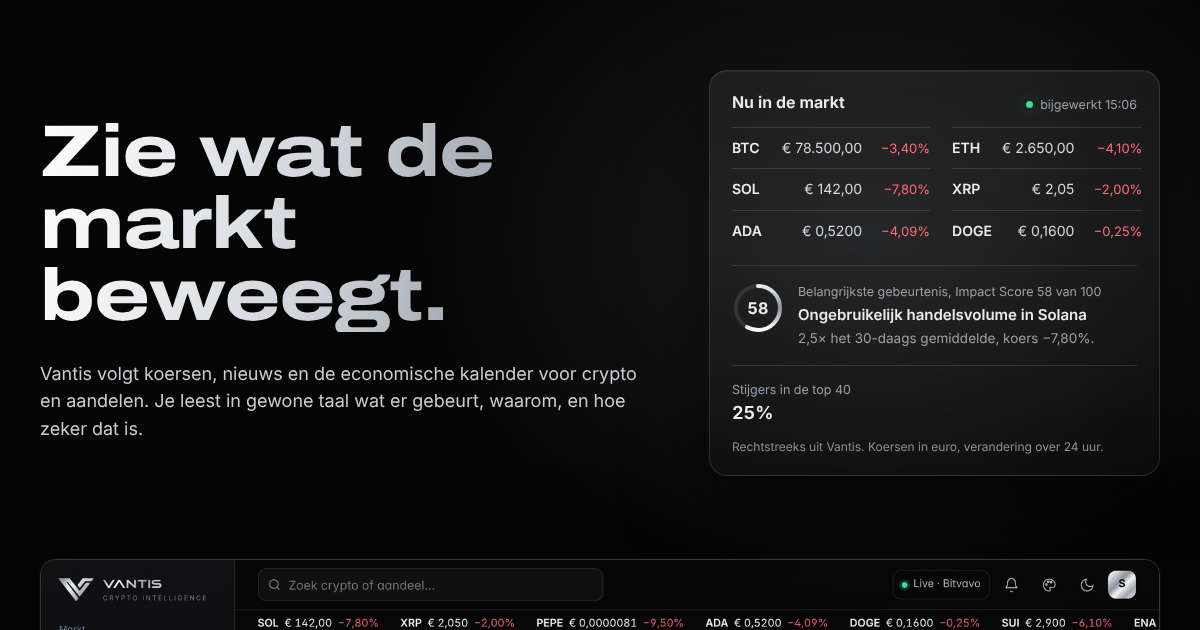 Zie wat de
markt
beweegt.
Vantis volgt koersen, nieuws en de economische kalender voor crypto
en aandelen. Je leest in gewone taal wat er gebeurt, waarom, en hoe
zeker dat is.
Nu in de markt
bijgewerkt 15:06
BTC € 78.500,00 −3,40% ETH € 2.650,00 −4,10%
SOL € 142,00 −7,80% XRP € 2,05 −2,00%
ADA € 0,5200 −4,09% DOGE € 0,1600 −0,25%
58
Belangrijkste gebeurtenis, Impact Score 58 van 100
Ongebruikelijk handelsvolume in Solana
2,5× het 30-daags gemiddelde, koers −7,80%.
Stijgers in de top 40
25%
Rechtstreeks uit Vantis. Koersen in euro, verandering over 24 uur.
VANTIS
CRYPTO INTELLIGENCE
Zoek crypto of aandeel...
Live · Bitvavo
S
Markt
SOL € 142,00 −7,80% XRP € 2,050 −2,00% PEPE € 0,0000081 −9,50% ADA € 0,5200 −4,09% DOGE € 0,1600 −0,25% SUI € 2,900 −6,10% ENA